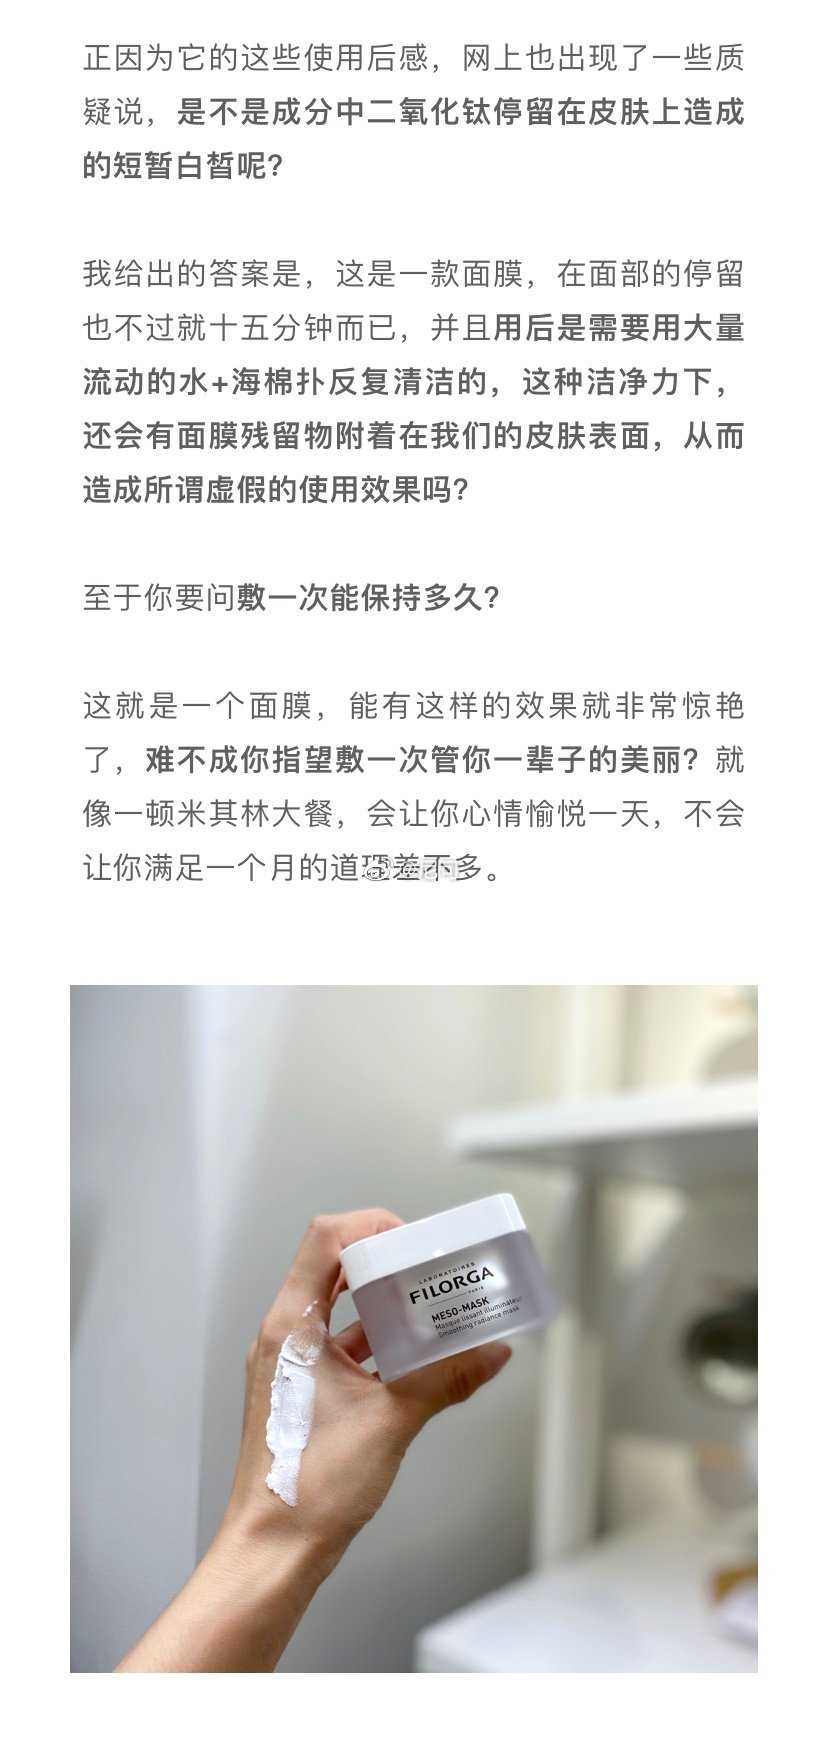 正因为它的这些使用后感，网上也出现了一些质
疑说，是不是成分中二氧化钛停留在皮肤上造成
的短暂白皙呢？
我给出的答案是，这是一款面膜，在面部的停留
也不过就十五分钟而已，并且用后是需要用大量
流动的水+海棉扑反复清洁的，这种洁净力下，
还会有面膜残留物附着在我们的皮肤表面，从而
造成所谓虚假的使用效果吗？
至于你要问敷一次能保持多久？
这就是一个面膜，能有这样的效果就非常惊艳
了，难不成你指望敷一次管你一辈子的美丽？就
像一顿米其林大餐，会让你心情愉悦一天，不会
让你满足一个月的道理差不多。
LABORATOIRES
FILORGA
PARIS
MESO-MASK
Masque lissant illuminateur
Smoothing radiance mask